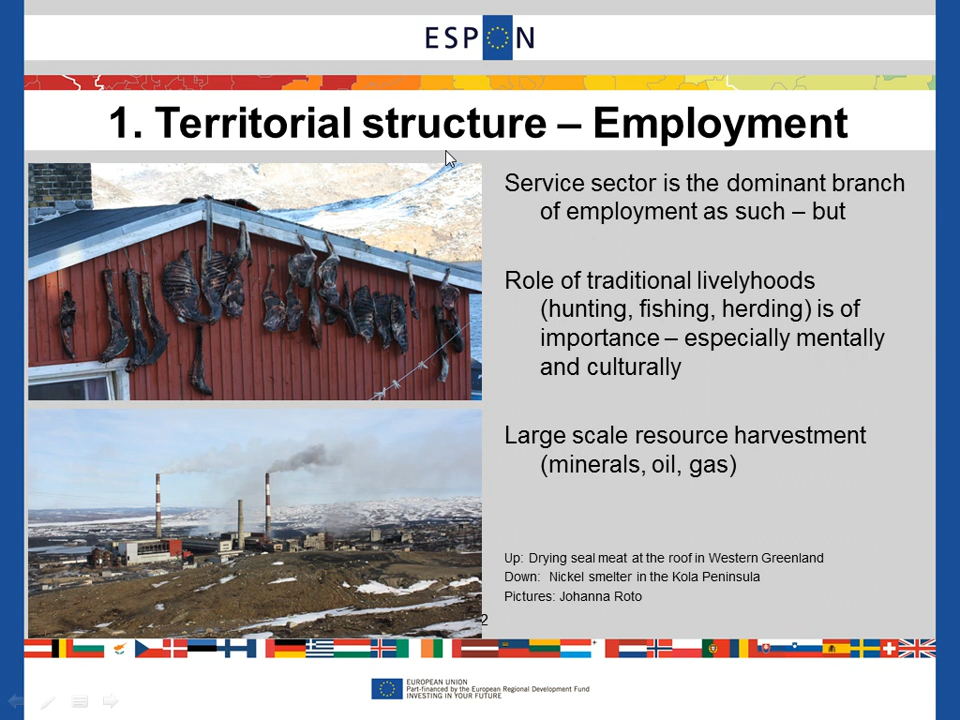 ESPON
1. Territorial structure – Employment
Service sector is the dominant branch
of employment as such – but
Role of traditional livelyhoods
(hunting, fishing, herding) is of
importance – especially mentally
and culturally
Large scale resource harvestment
(minerals, oil, gas)
Up: Drying seal meat at the roof in Western Greenland
Down: Nickel smelter in the Kola Peninsula
Pictures: Johanna Roto
2
EUROPEAN UNION
Part-financed by the European Regional Development Fund
INVESTING IN YOUR FUTURE